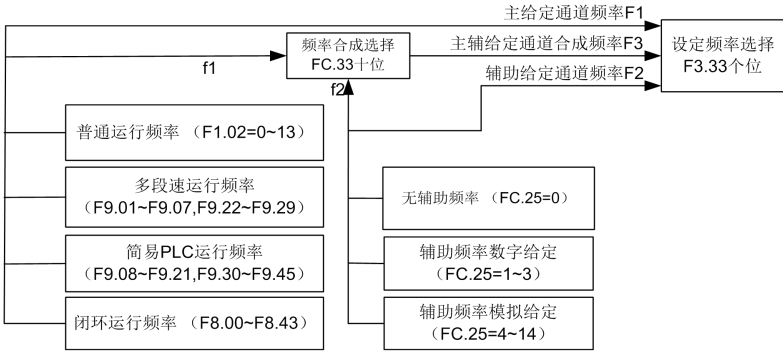 主给定通道频率F1
频率合成选择
FC.33十位
主辅给定通道合成频率F3
设定频率选择
F3.33个位
f1
辅助给定通道频率F2
f2
普通运行频率（F1.02=0~13）
多段速运行频率
（F9.01~F9.07,F9.22~F9.29）
无辅助频率（FC.25=0）
简易PLC运行频率
（F9.08~F9.21,F9.30~F9.45）
辅助频率数字给定
（FC.25=1~3）
闭环运行频率（F8.00~F8.43）
辅助频率模拟给定
（FC.25=4~14）